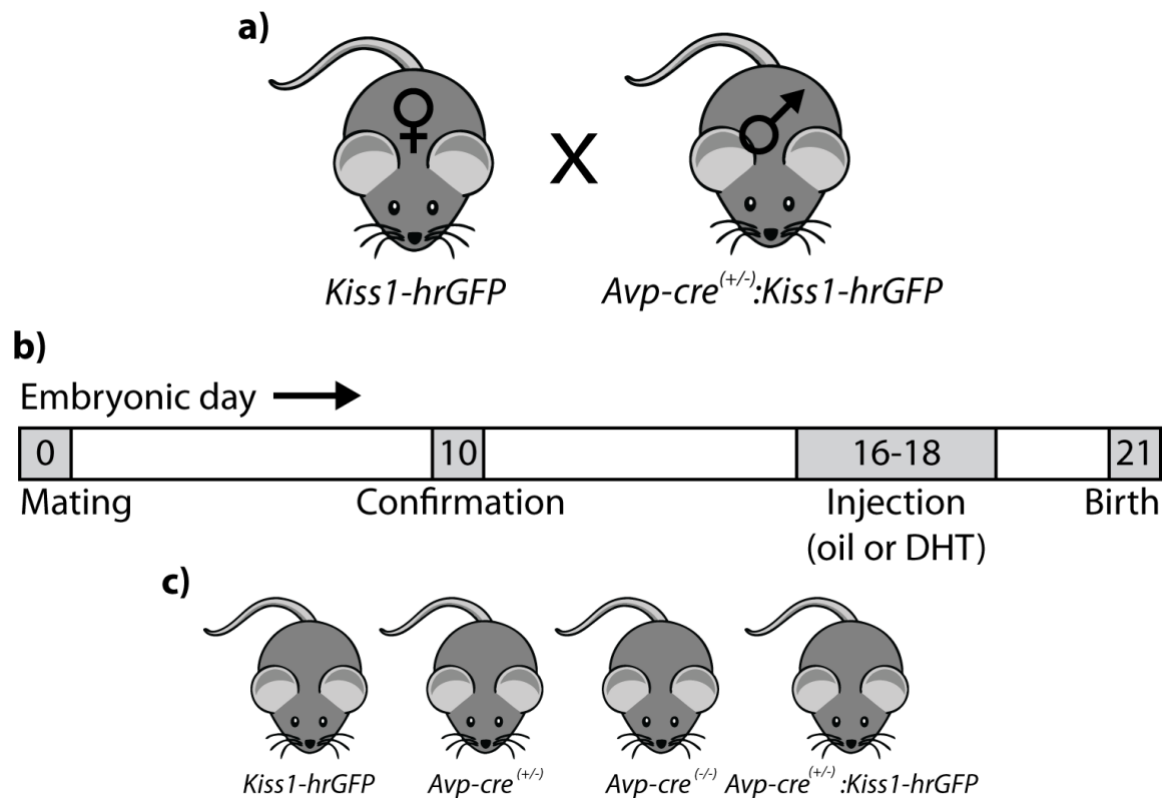 a)
X
Kiss1-hrGFP Avp-cre(+/-):Kiss1-hrGFP
b)
Embryonic day
0 10 16-18 21
Mating Confirmation Injection Birth
(oil or DHT)
c)
Kiss1-hrGFP Avp-cre(+/-) Avp-cre(-/-) Avp-cre(+/-) :Kiss1-hrGFP